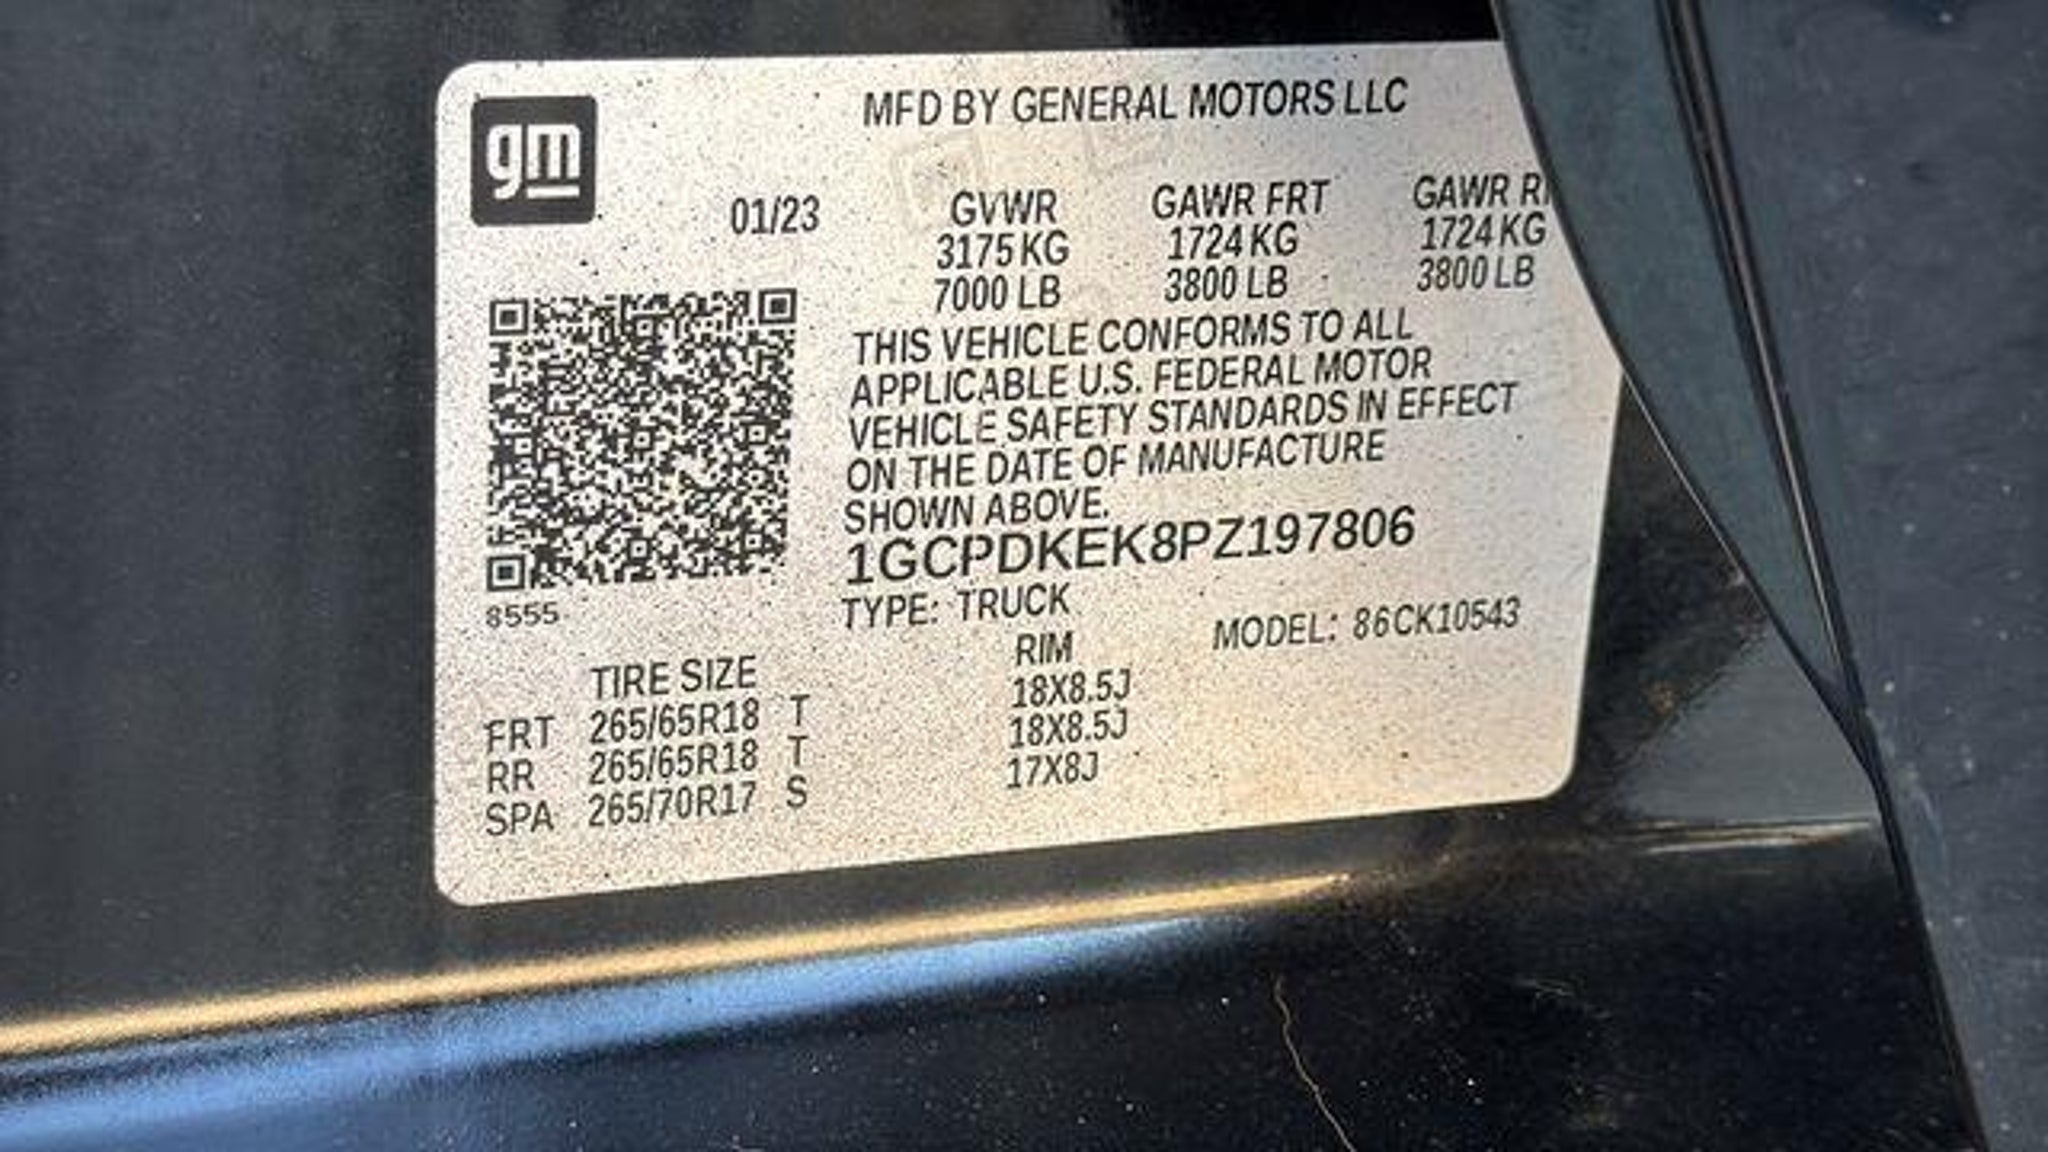 gm
MFD BY GENERAL MOTORS LLC
01/23 GVWR GAWR FRT GAWR
3175 KG 1724 KG 1724 KG
7000 LB 3800 LB 3800 LB
THIS VEHICLE CONFORMS TO ALL
APPLICABLE U.S. FEDERAL MOTOR
VEHICLE SAFETY STANDARDS IN EFFECT
ON THE DATE OF MANUFACTURE
SHOWN ABOVE.
1GCPDKEK8PZ197806
8555 TYPE: TRUCK MODEL: 86CK10543
TIRE SIZE RIM
FRT 265/65R18 T 18X8.5J
RR 265/65R18 T 18X8.5J
SPA 265/70R17 S 17X8J